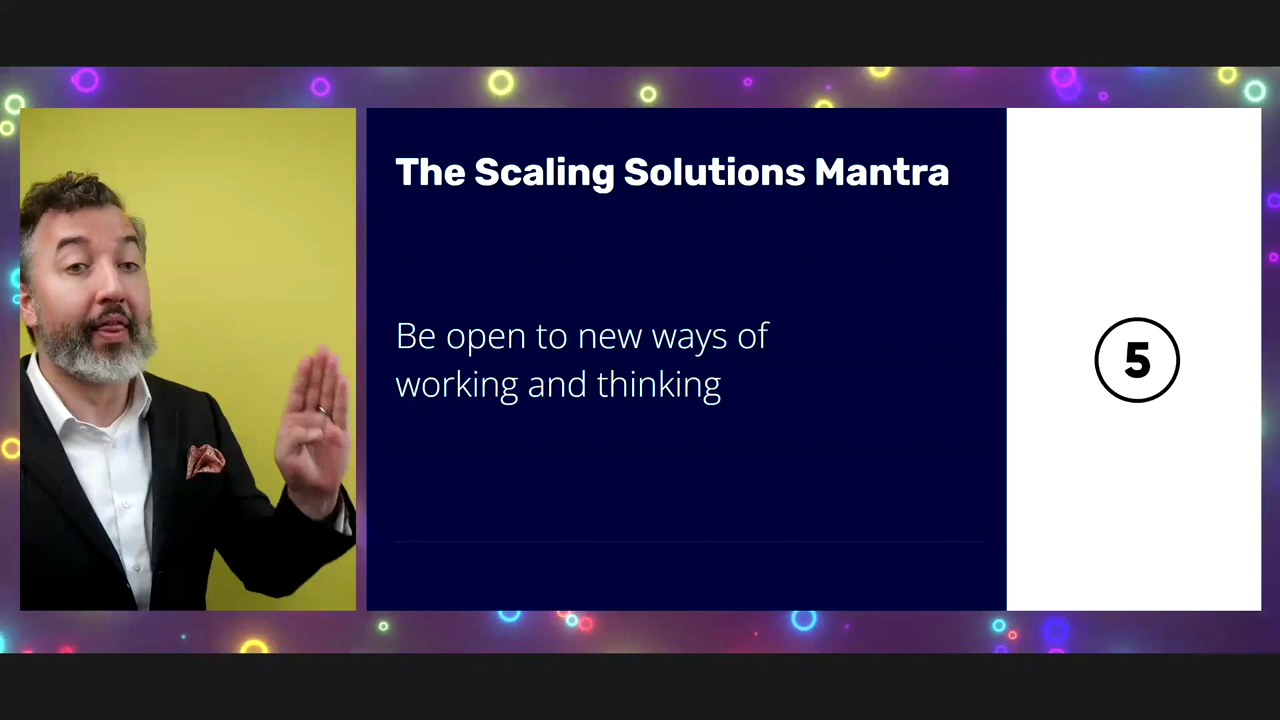 The Scaling Solutions Mantra
Be open to new ways of
working and thinking
5